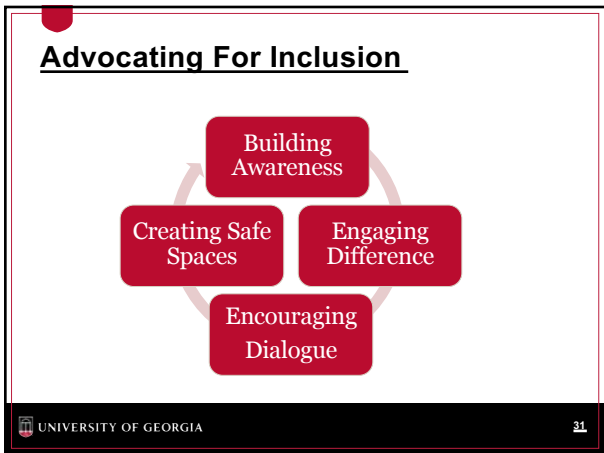 Advocating For Inclusion
Building
Awareness
Engaging
Difference
Encouraging
Dialogue
Creating Safe
Spaces
UNIVERSITY OF GEORGIA
31